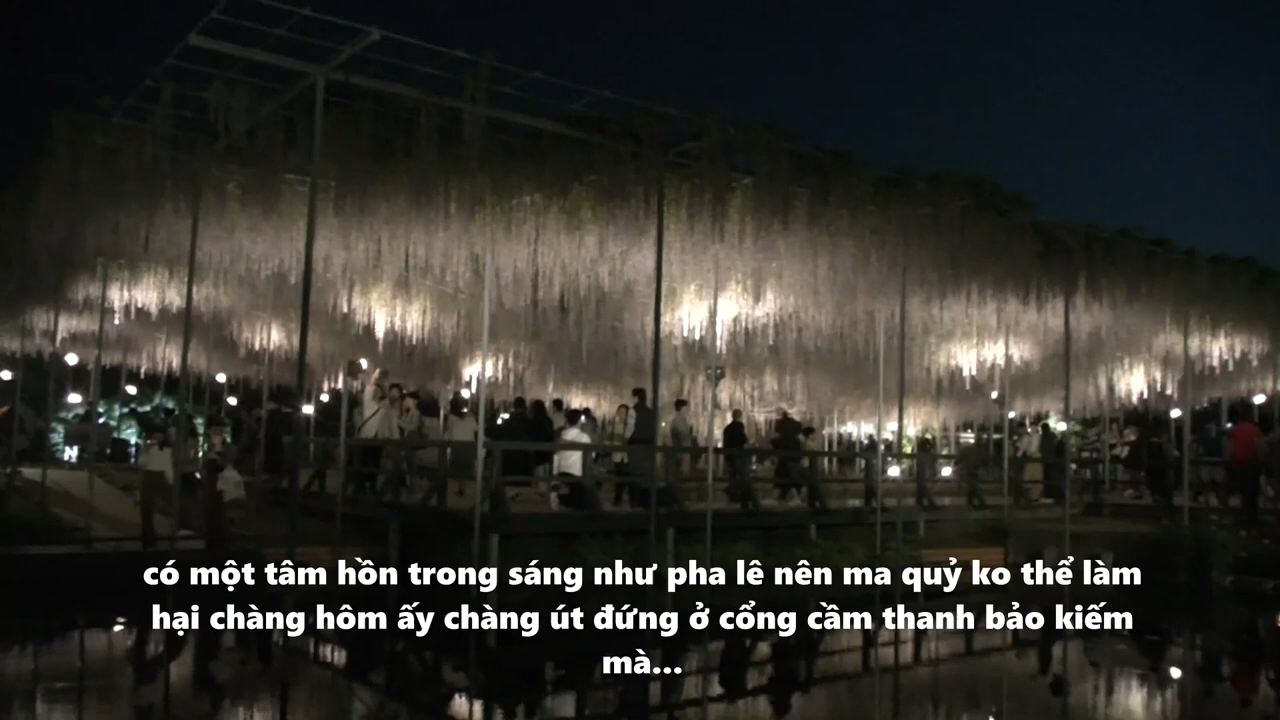 có một tâm hồn trong sáng như pha lê nên ma quỷ ko thể làm
hại chàng hôm ấy chàng út đứng ở cổng cầm thanh bảo kiếm
mà...